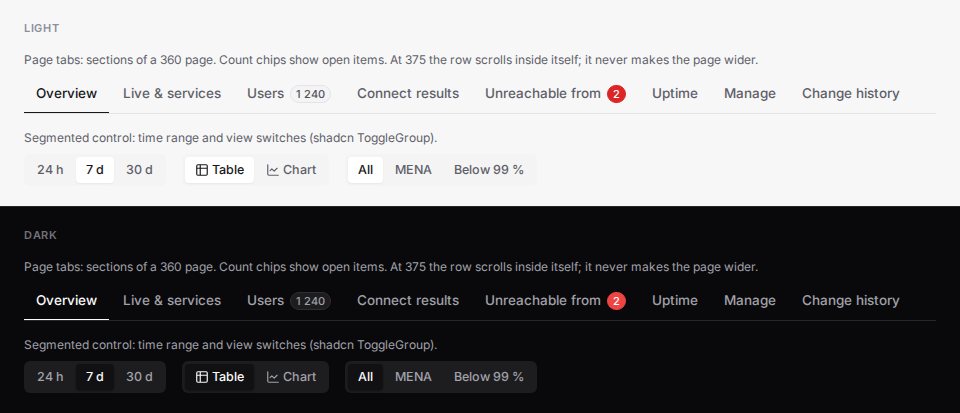 LIGHT
Page tabs: sections of a 360 page. Count chips show open items. At 375 the row scrolls inside itself; it never makes the page wider.
Overview Live & services Users 1 240 Connect results Unreachable from 2 Uptime Manage Change history
Segmented control: time range and view switches (shadcn ToggleGroup).
24 h 7 d 30 d Table Chart All MENA Below 99 %
DARK
Page tabs: sections of a 360 page. Count chips show open items. At 375 the row scrolls inside itself; it never makes the page wider.
Overview Live & services Users 1 240 Connect results Unreachable from 2 Uptime Manage Change history
Segmented control: time range and view switches (shadcn ToggleGroup).
24 h 7 d 30 d Table Chart All MENA Below 99 %